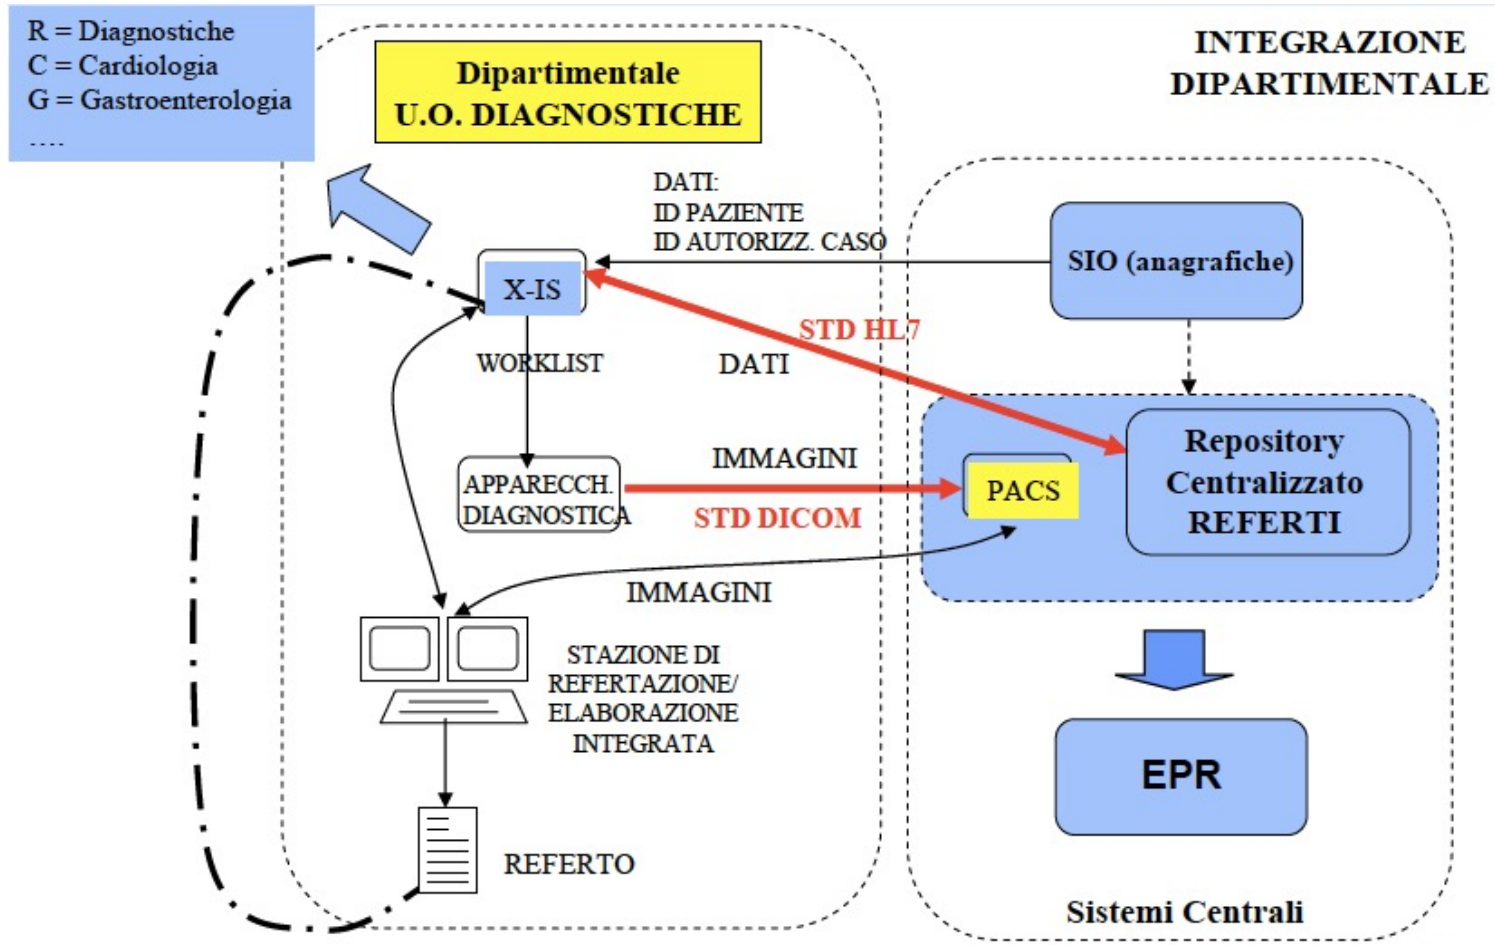 R = Diagnostiche
C = Cardiologia
G = Gastroenterologia
....
Dipartimentale
U.O. DIAGNOSTICHE
INTEGRAZIONE
DIPARTIMENTALE
DATI:
ID PAZIENTE
ID AUTORIZZ. CASO
SIO (anagrafiche)
X-IS
STD HL7
WORKLIST
DATI
Repository
Centralizzato
REFERTI
IMMAGINI
APPARECCH.
DIAGNOSTICA
PACS
STD DICOM
IMMAGINI
STAZIONE DI
REFERTAZIONE/
ELABORAZIONE
INTEGRATA
EPR
REFERTO
Sistemi Centrali